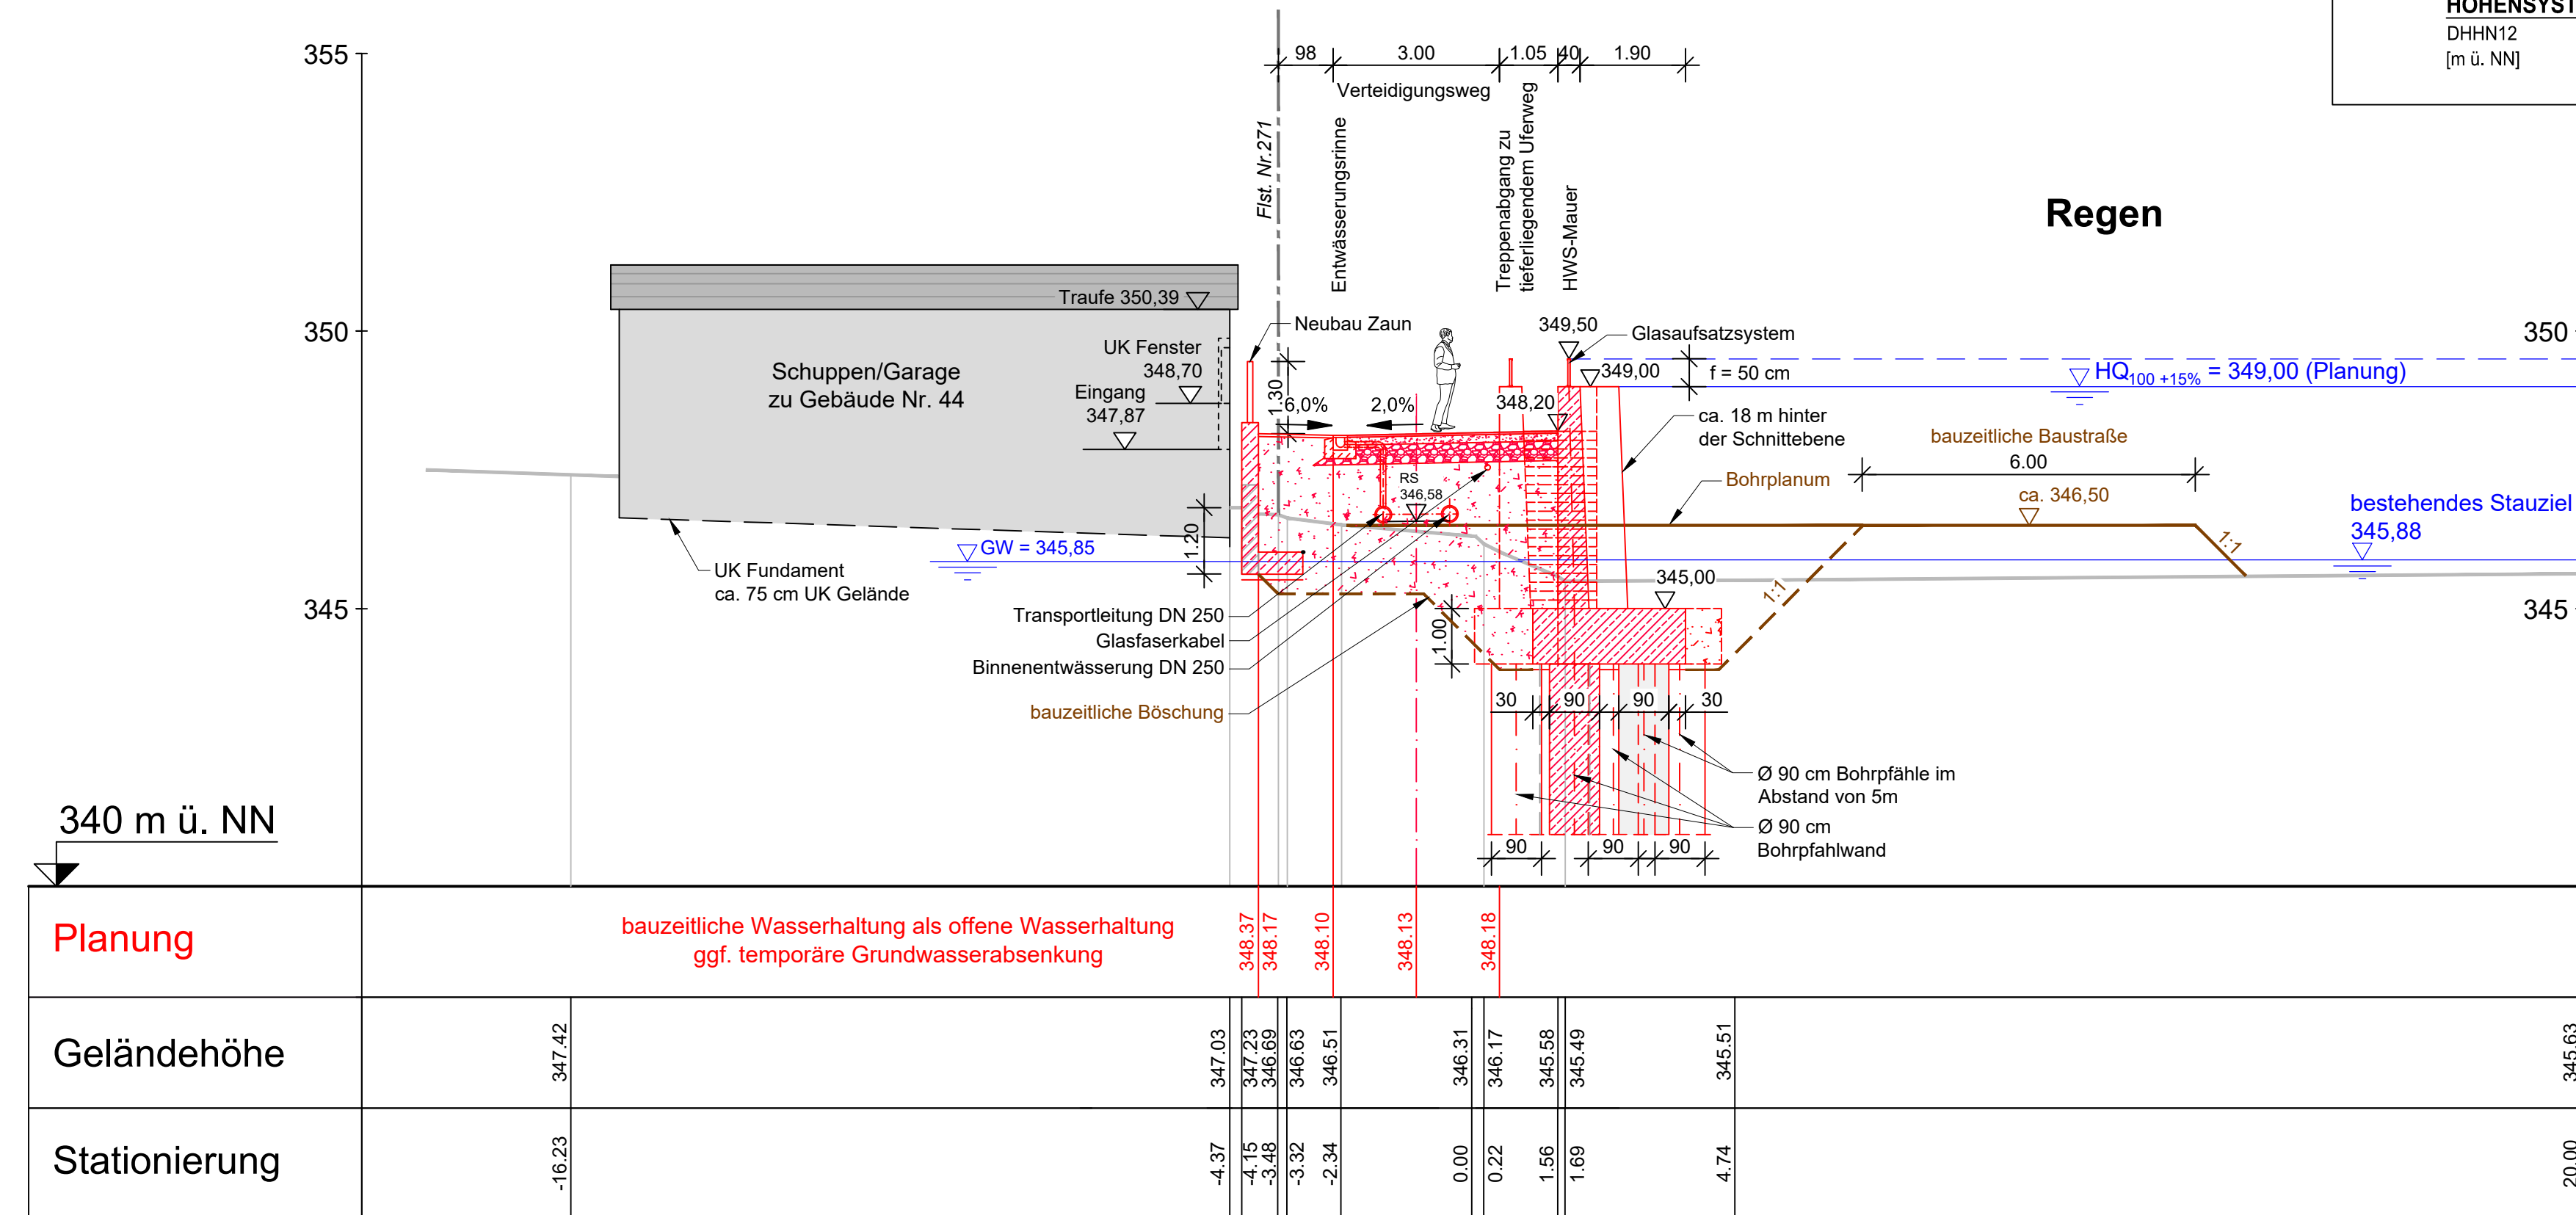 HÖHENSYST
DHHN12
[m ü. NN]
355
98
3.00
1.05
40
1.90
Verteidigungsweg
Flst. Nr.271
Entwässerungsrinne
Treppenabgang zu
tieferliegendem Uferweg
HWS-Mauer
Regen
Traufe 350,39
350
Neubau Zaun
349,50
Glasaufsatzsystem
350
UK Fenster
348,70
Eingang
347,87
Schuppen/Garage
zu Gebäude Nr. 44
1.30
6,0%
2,0%
348,20
349,00
f = 50 cm
HQ100 +15% = 349,00 (Planung)
ca. 18 m hinter
der Schnittebene
bauzeitliche Baustraße
6.00
Bohrplanum
ca. 346,50
RS
346,58
bestehendes Stauziel
345,88
1:1
1.20
GW = 345,85
UK Fundament
ca. 75 cm UK Gelände
345,00
1:1
345
345
Transportleitung DN 250
Glasfaserkabel
Binnenentwässerung DN 250
bauzeitliche Böschung
1.00
30
90
90
30
Ø 90 cm Bohrpfähle im
Abstand von 5m
Ø 90 cm
Bohrpfahlwand
90
90
90
340 m ü. NN
Planung
bauzeitliche Wasserhaltung als offene Wasserhaltung
ggf. temporäre Grundwasserabsenkung
348.37
348.17
348.10
348.13
348.18
Geländehöhe
347.42
347.03
347.23
346.69
346.63
346.51
346.31
346.17
345.58
345.49
345.51
345.63
Stationierung
-16.23
-4.37
-4.15
-3.48
-3.32
-2.34
0.00
0.22
1.56
1.69
4.74
20.00